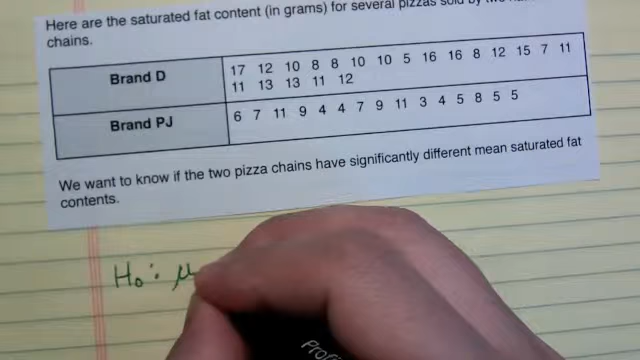 Here are the saturated fat content (in grams) for several pizzas sold by two
chains.
Brand D
17 12 10 8 8 10 10 5 16 16 8 12 15 7 11
11 13 13 11 12
Brand PJ
6 7 11 9 4 4 7 9 11 3 4 5 8 5 5
We want to know if the two pizza chains have significantly different mean saturated fat
contents.
H₀: μ
Prof